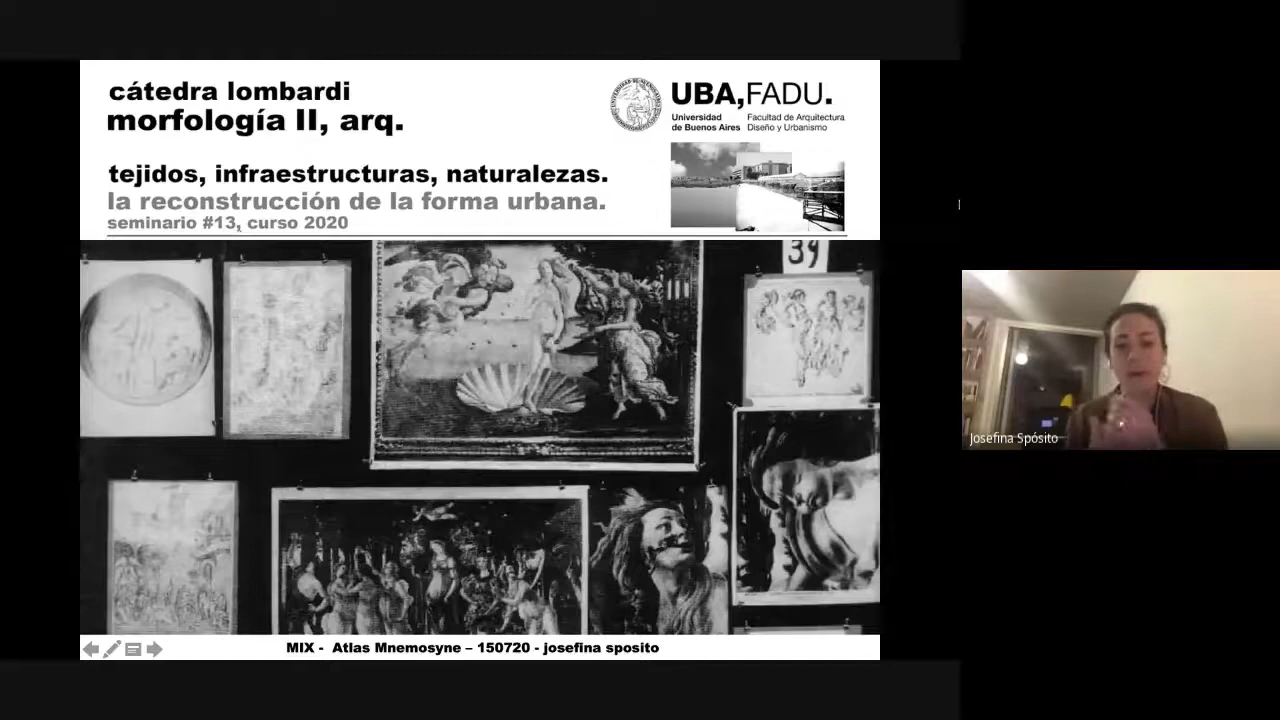 cátedra lombardi
morfología II, arq.
UBA,FADU.
Universidad
de Buenos Aires
Facultad de Arquitectura
Diseño y Urbanismo
tejidos, infraestructuras, naturalezas.
la reconstrucción de la forma urbana.
seminario #13, curso 2020
39
Josefina Spósito
MIX - Atlas Mnemosyne – 150720 - josefina sposito